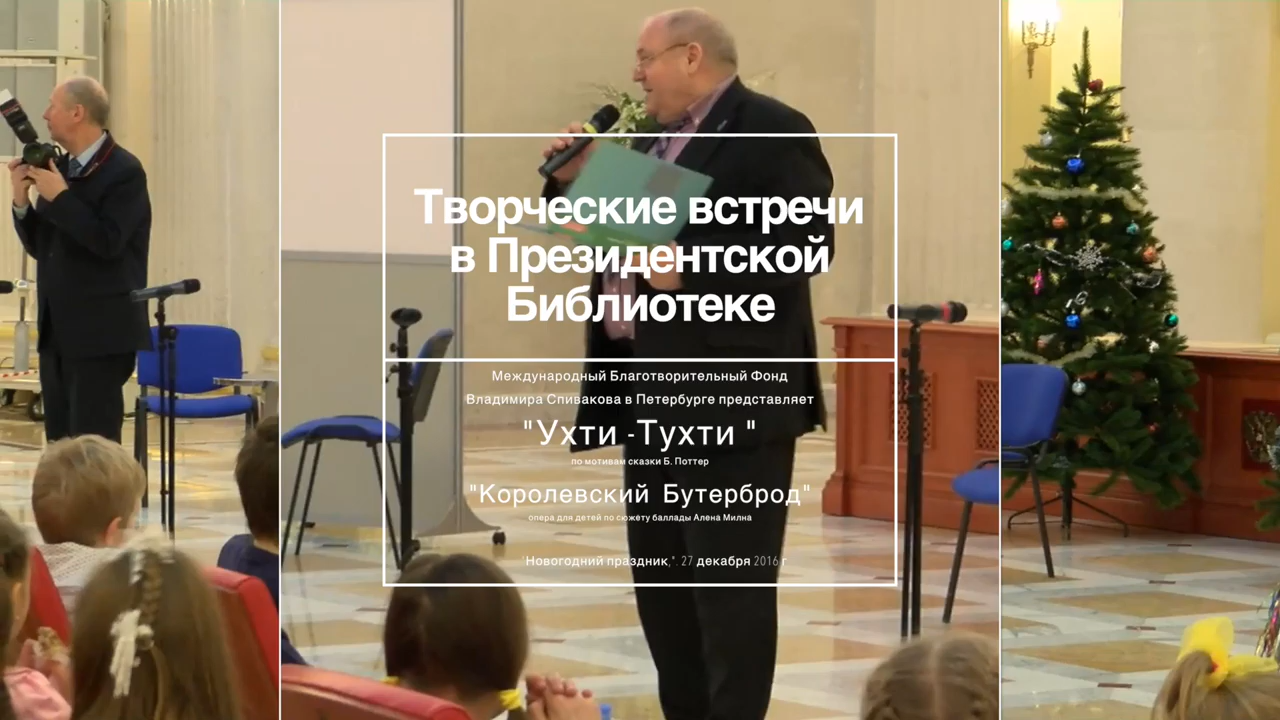 Творческие встречи
в Президентской
Библиотеке
Международный Благотворительный Фонд
Владимира Спивакова в Петербурге представляет
"Ухти -Тухти "
по мотивам сказки Б. Поттер
"Королевский Бутерброд"
опера для детей по сюжету баллады Алена Милна
"Новогодний праздник,". 27 декабря 2016 г